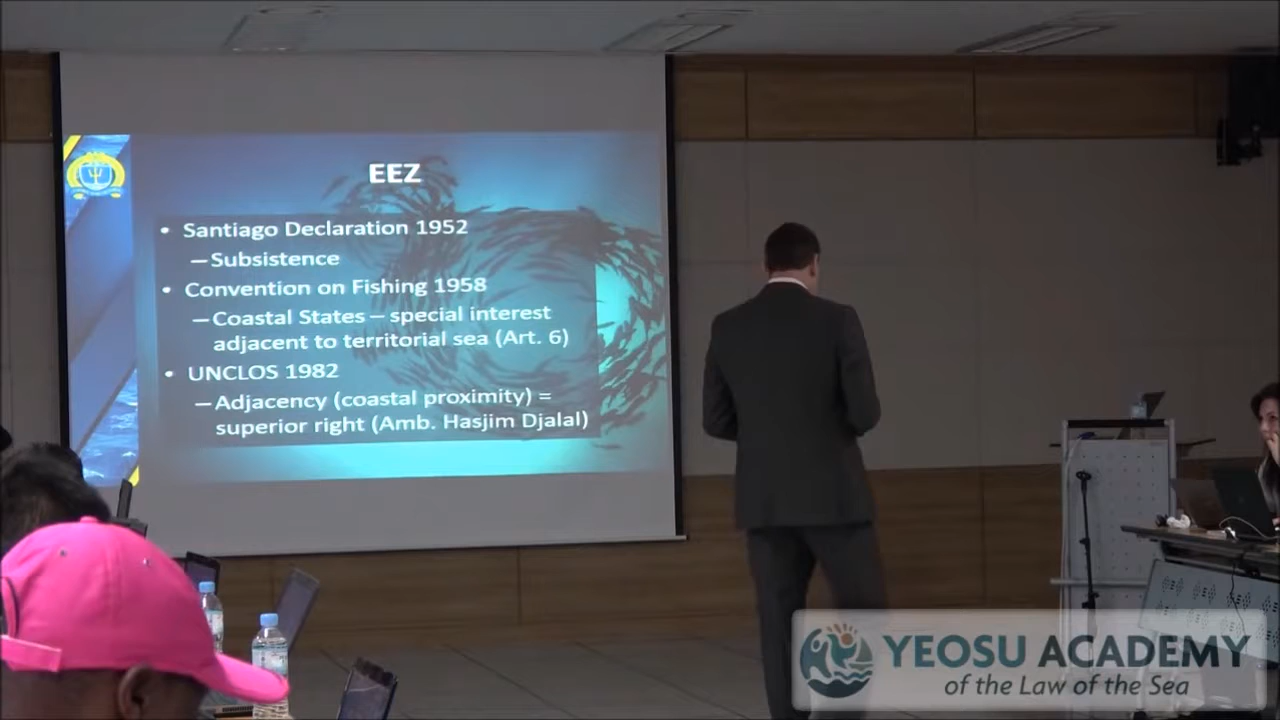 EEZ
• Santiago Declaration 1952
– Subsistence
• Convention on Fishing 1958
– Coastal States – special interest
adjacent to territorial sea (Art. 6)
• UNCLOS 1982
– Adjacency (coastal proximity) =
superior right (Amb. Hasjim Djalal)
YEOSU ACADEMY
of the Law of the Sea